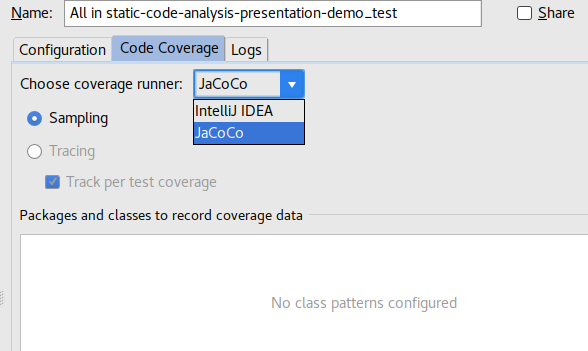 Name: All in static-code-analysis-presentation-demo_test Share
Configuration Code Coverage Logs
Choose coverage runner: JaCoCo
IntelliJ IDEA
JaCoCo
Sampling
Tracing
Track per test coverage
Packages and classes to record coverage data
No class patterns configured